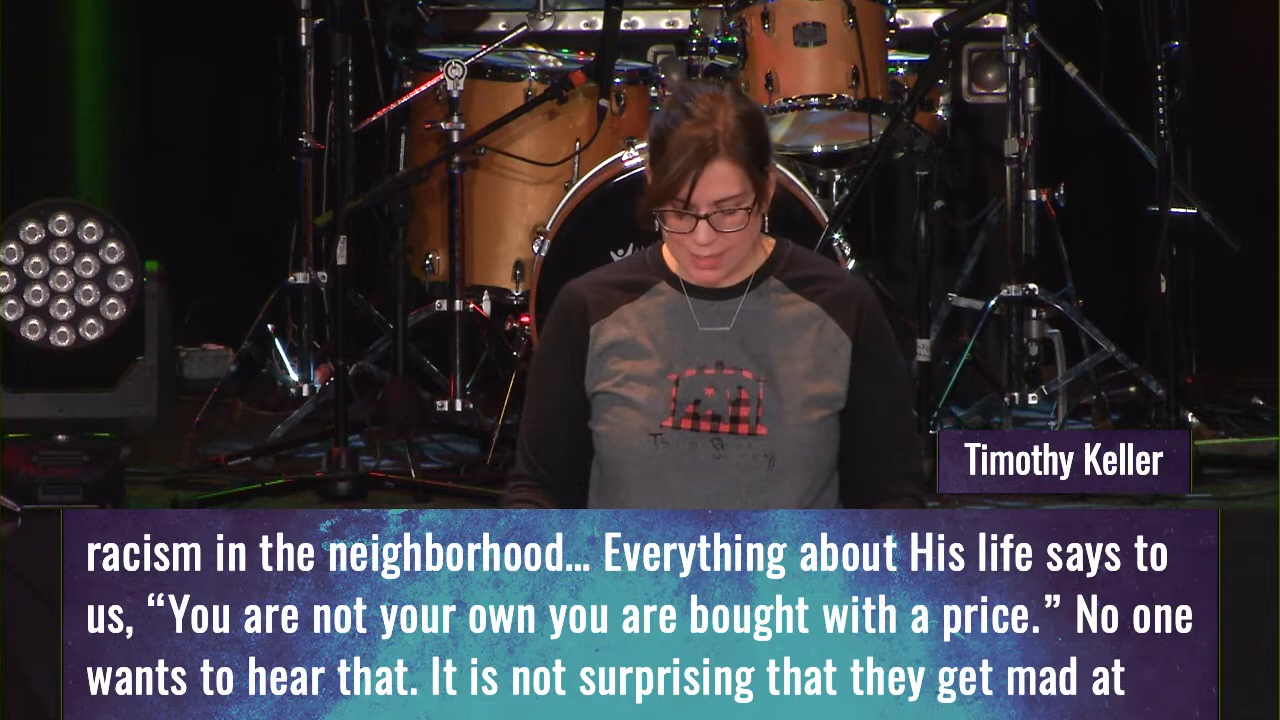 Timothy Keller
racism in the neighborhood... Everything about His life says to
us, “You are not your own you are bought with a price.” No one
wants to hear that. It is not surprising that they get mad at